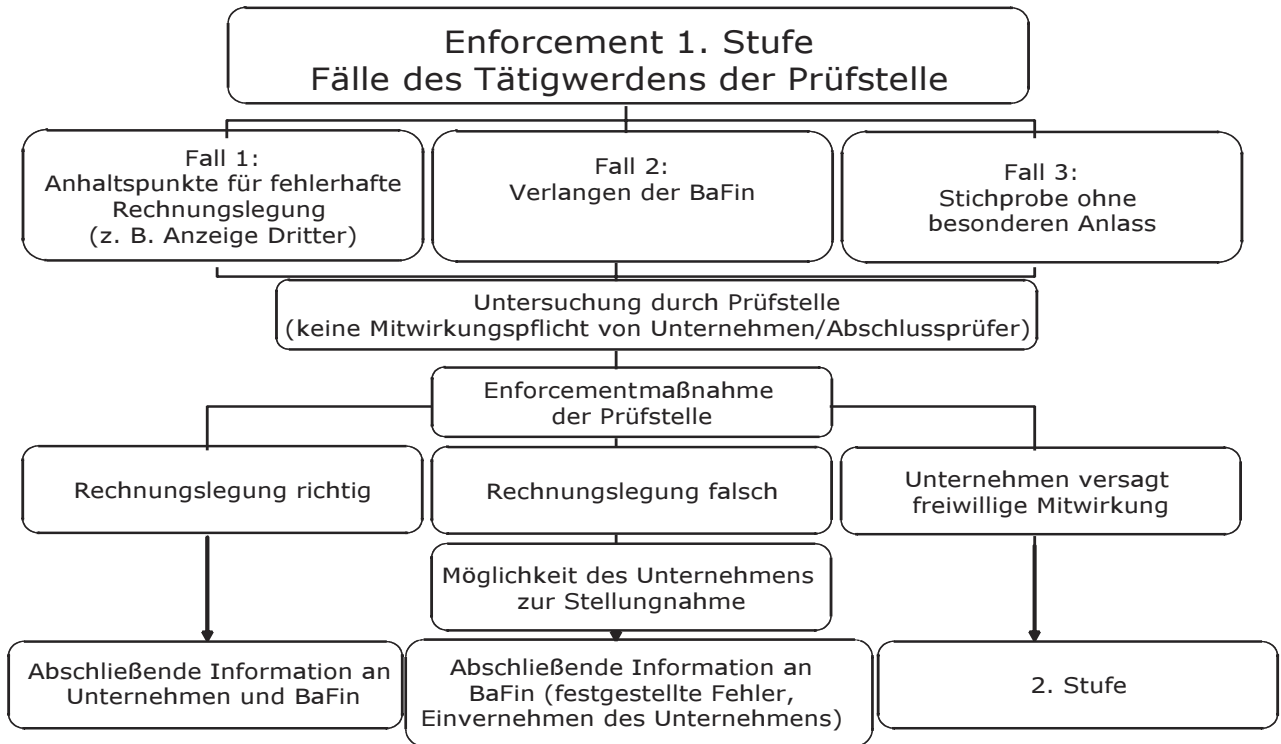 Enforcement 1. Stufe
Fälle des Tätigwerdens der Prüfstelle
Fall 1:
Anhaltspunkte für fehlerhafte
Rechnungslegung
(z. B. Anzeige Dritter)
Fall 2:
Verlangen der BaFin
Fall 3:
Stichprobe ohne
besonderen Anlass
Untersuchung durch Prüfstelle
(keine Mitwirkungspflicht von Unternehmen/Abschlussprüfer)
Enforcementmaßnahme
der Prüfstelle
Rechnungslegung richtig
Rechnungslegung falsch
Unternehmen versagt
freiwillige Mitwirkung
Möglichkeit des Unternehmens
zur Stellungnahme
Abschließende Information an
Unternehmen und BaFin
Abschließende Information an
BaFin (festgestellte Fehler,
Einvernehmen des Unternehmens)
2. Stufe